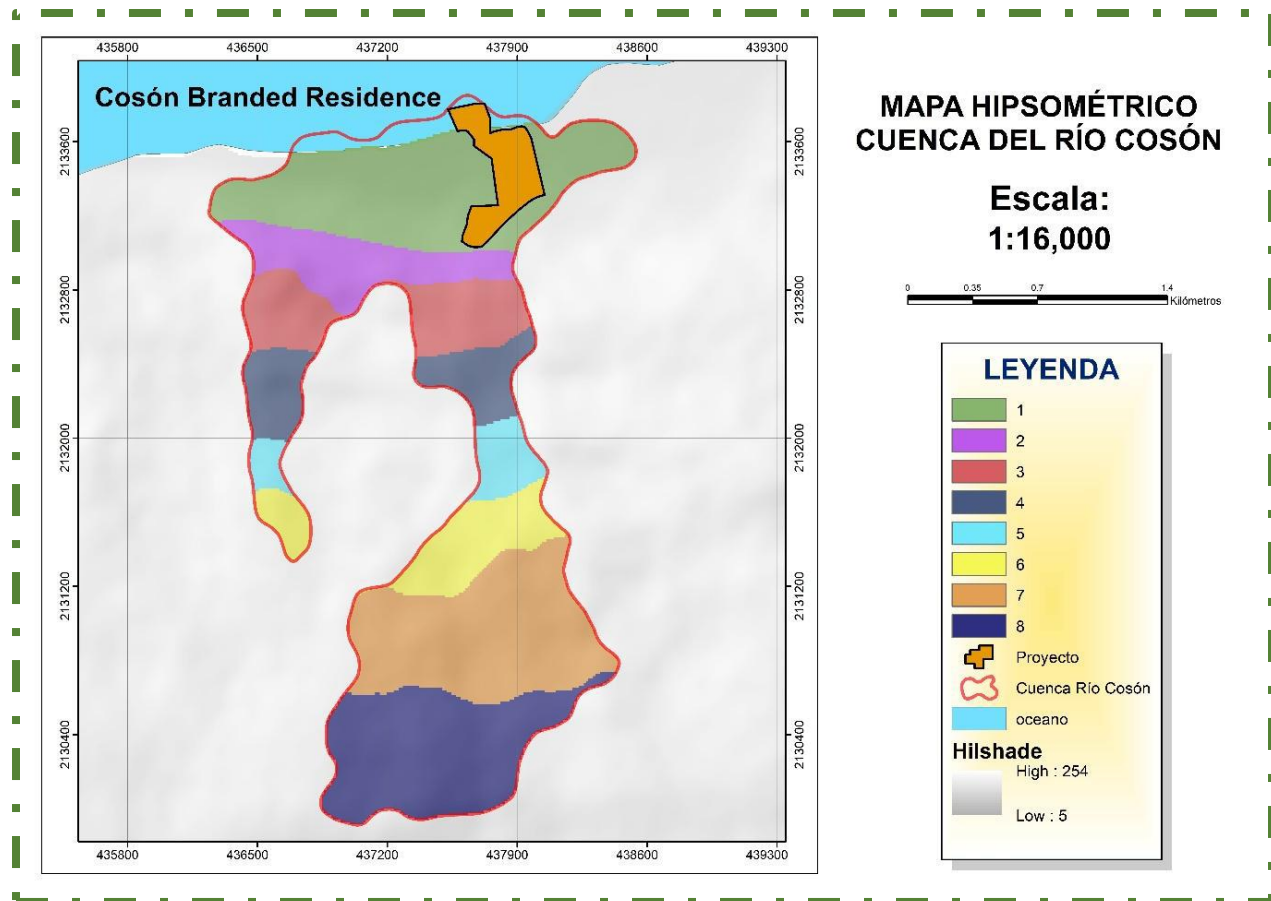 435800 436500 437200 437900 438600 439300
Cosón Branded Residence
2133600 2133600
2132800 2132800
2132000 2132000
2131200 2131200
2130400 2130400
435800 436500 437200 437900 438600 439300
MAPA HIPSOMÉTRICO
CUENCA DEL RÍO COSÓN
Escala:
1:16,000
0 0.35 0.7 1.4
Kilómetros
LEYENDA
1
2
3
4
5
6
7
8
Proyecto
Cuenca Río Cosón
oceano
Hilshade
High : 254
Low : 5